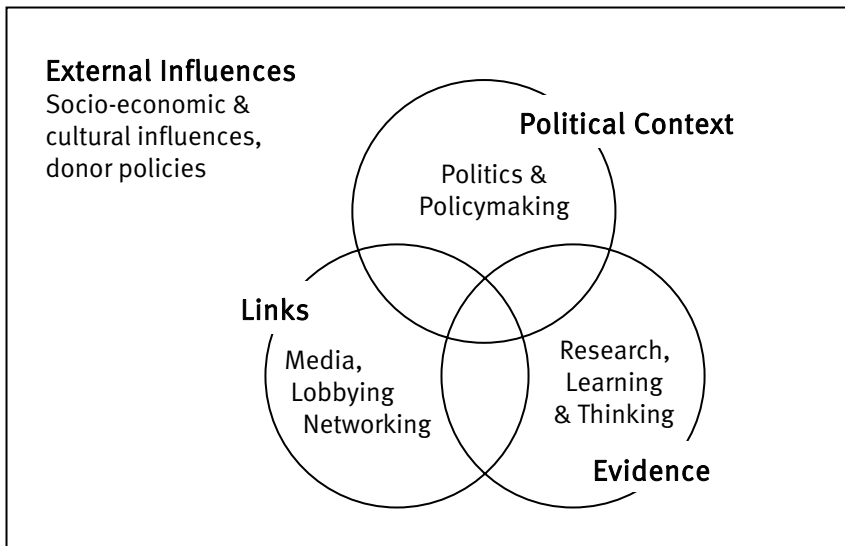 External Influences
Socio-economic &
cultural influences,
donor policies
Political Context
Politics &
Policymaking
Links
Media,
Lobbying
Networking
Research,
Learning
& Thinking
Evidence